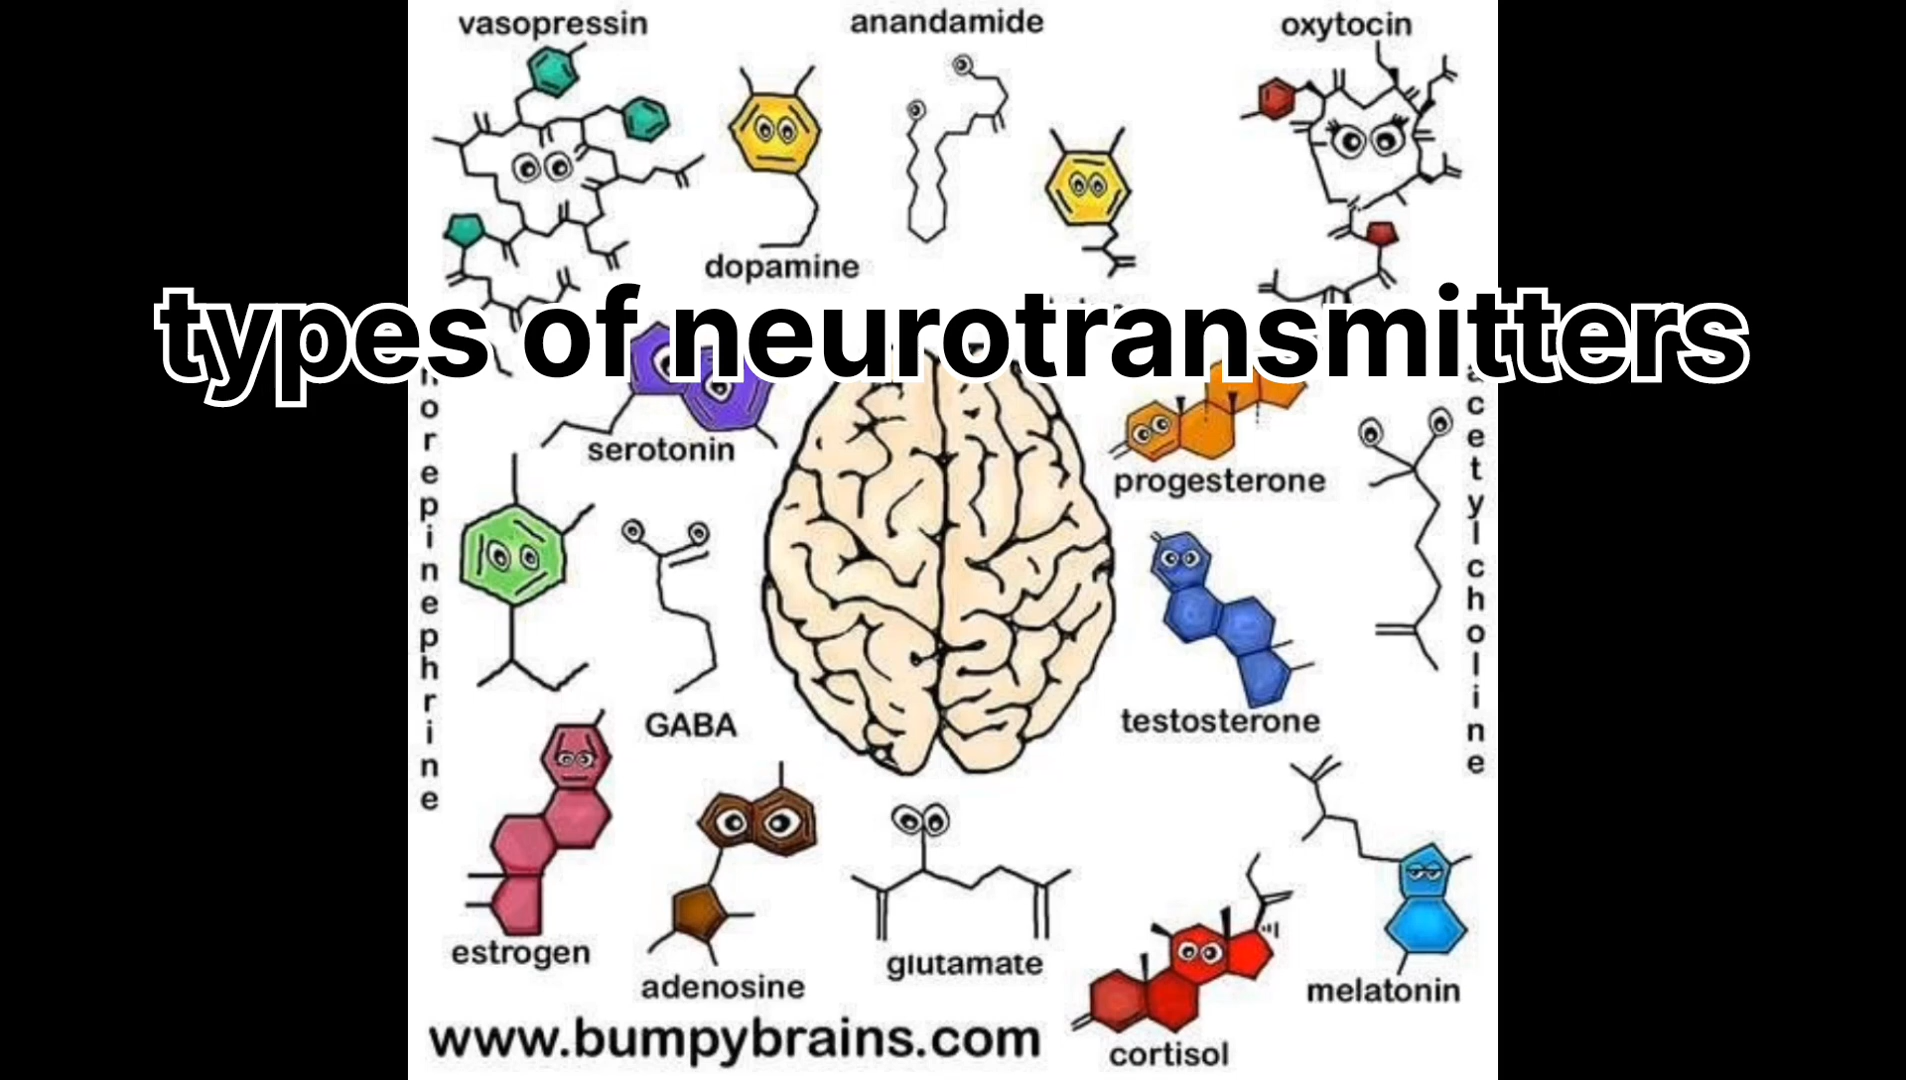 vasopressin
anandamide
oxytocin
dopamine
types of neurotransmitters
norepinephrine
serotonin
progesterone
acetylcholine
GABA
testosterone
estrogen
adenosine
glutamate
melatonin
cortisol
www.bumpybrains.com